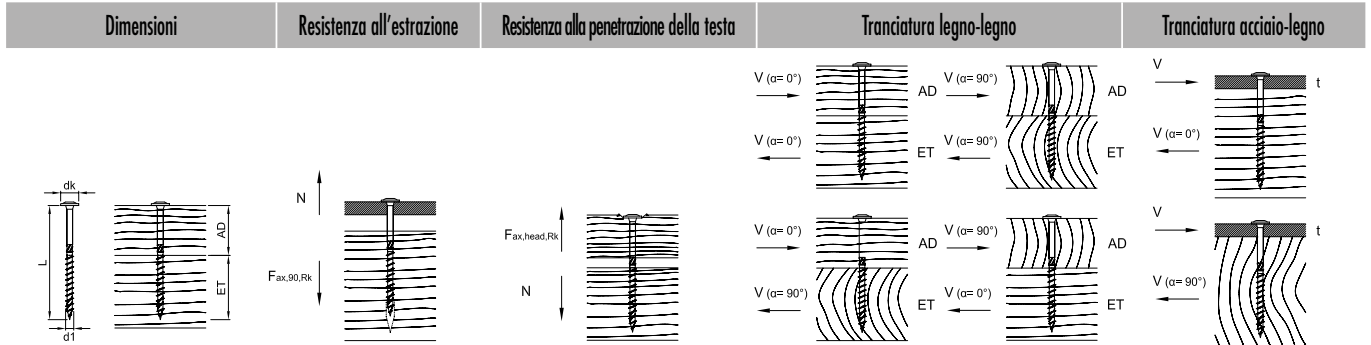 Dimensioni
Resistenza all'estrazione
Resistenza alla penetrazione della testa
Tranciatura legno-legno
Tranciatura acciaio-legno
dk
L
d1
AD
ET
N
Fax,90,Rk
Fax,head,Rk
N
V (α= 0°)
AD
V (α= 0°)
ET
V (α= 90°)
AD
V (α= 90°)
ET
V (α= 0°)
AD
V (α= 90°)
ET
V (α= 90°)
AD
V (α= 0°)
ET
V
t
V (α= 0°)
V
t
V (α= 90°)